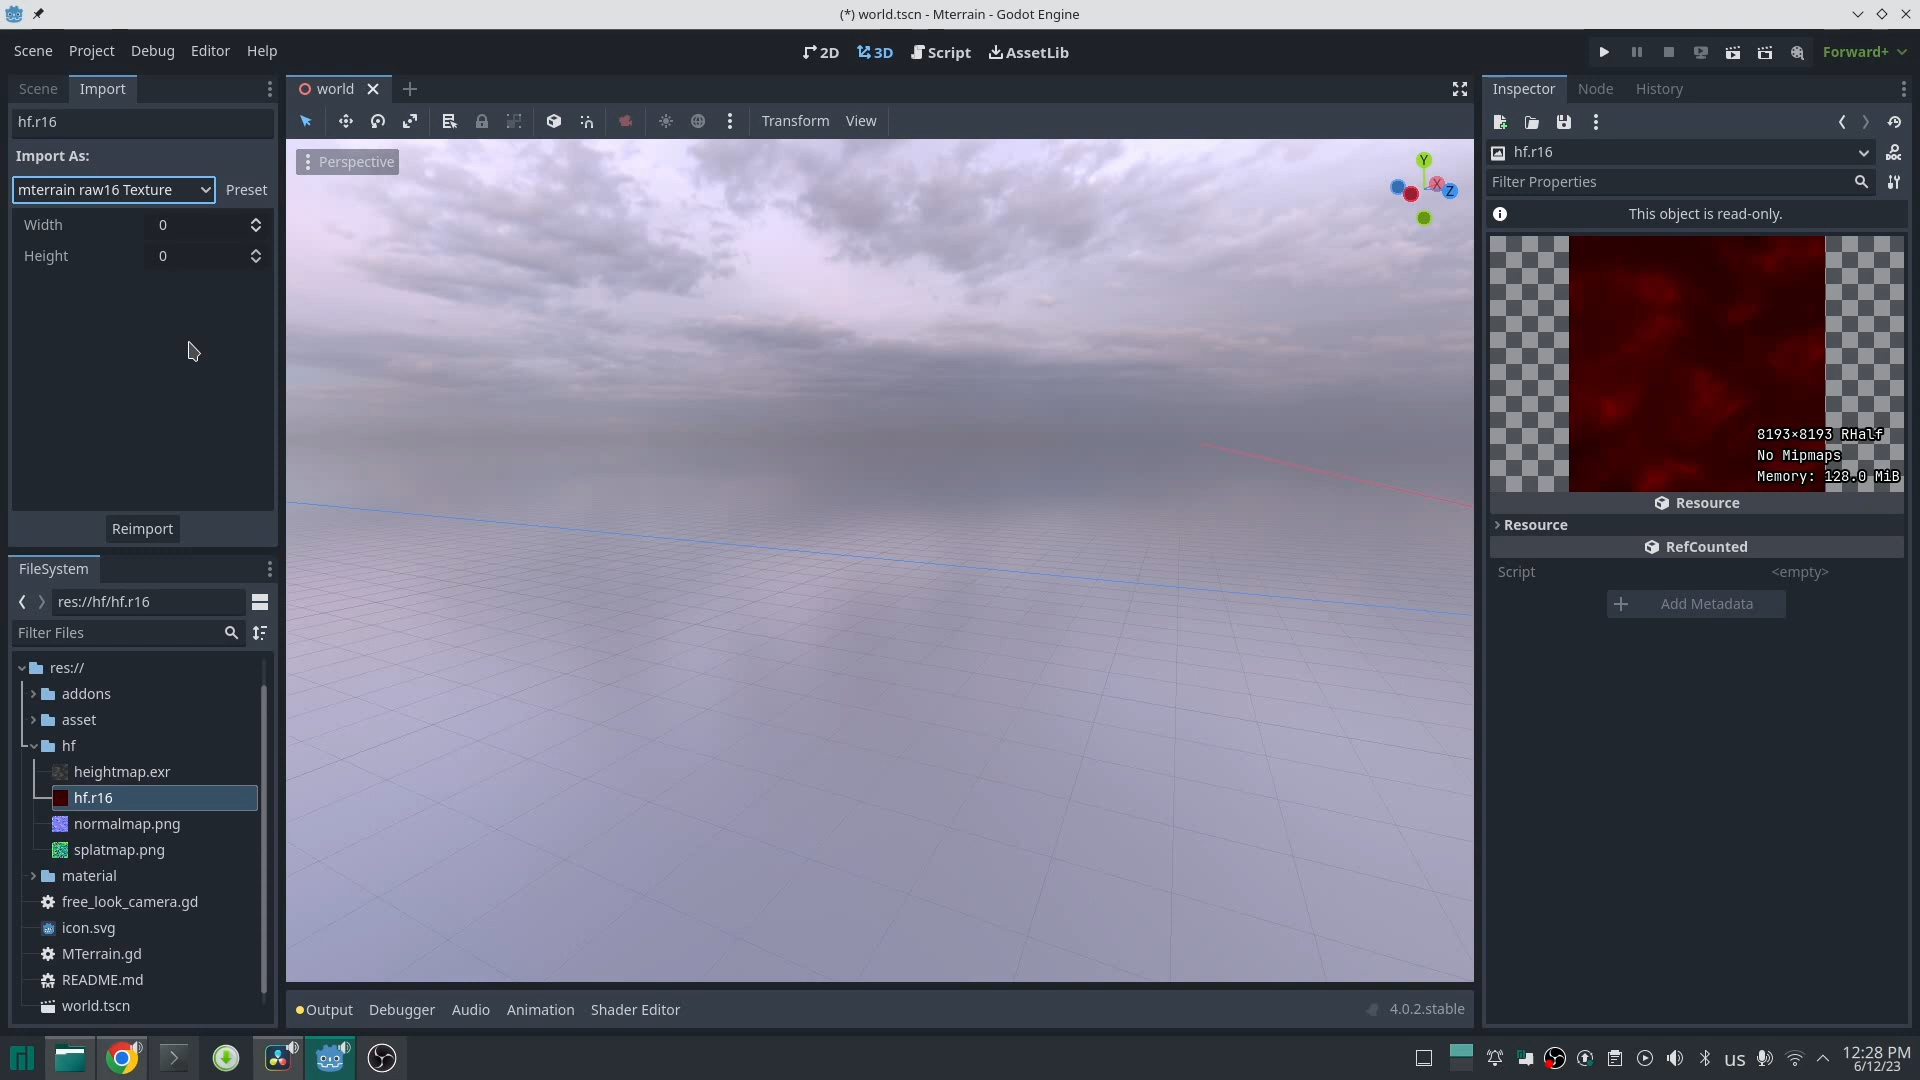 (*) world.tscn - Mterrain - Godot Engine
Scene Project Debug Editor Help
2D 3D Script AssetLib
Forward+
Scene Import
hf.r16
Import As:
mterrain raw16 Texture Preset
Width 0
Height 0
Reimport
FileSystem
res://hf/hf.r16
Filter Files
res://
addons
asset
hf
heightmap.exr
hf.r16
normalmap.png
splatmap.png
material
free_look_camera.gd
icon.svg
MTerrain.gd
README.md
world.tscn
world
Transform View
Perspective
Y
X
Z
Output Debugger Audio Animation Shader Editor
4.0.2.stable
Inspector Node History
hf.r16
DOC
Filter Properties
This object is read-only.
8193×8193 RHalf
No Mipmaps
Memory: 128.0 MiB
Resource
Resource
RefCounted
Script <empty>
Add Metadata
us
12:28 PM
6/12/23